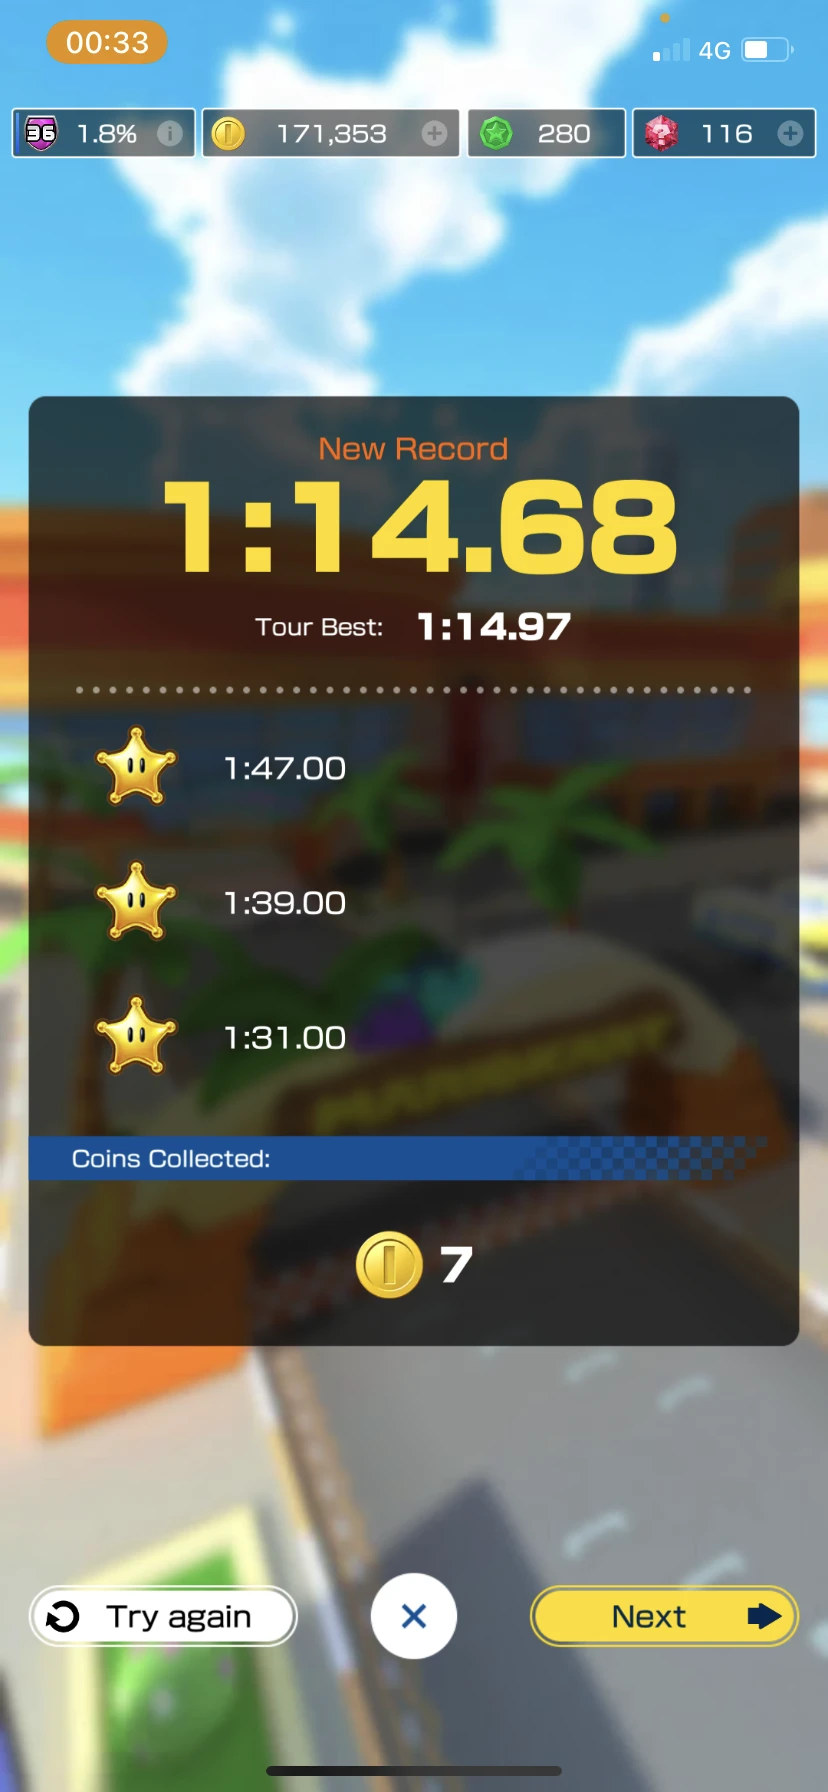 00:33
4G
36 1.8% i 171,353 + 280 116 +
New Record
1:14.68
Tour Best: 1:14.97
1:47.00
1:39.00
1:31.00
MARIOKART
Coins Collected:
7
Try again
Next